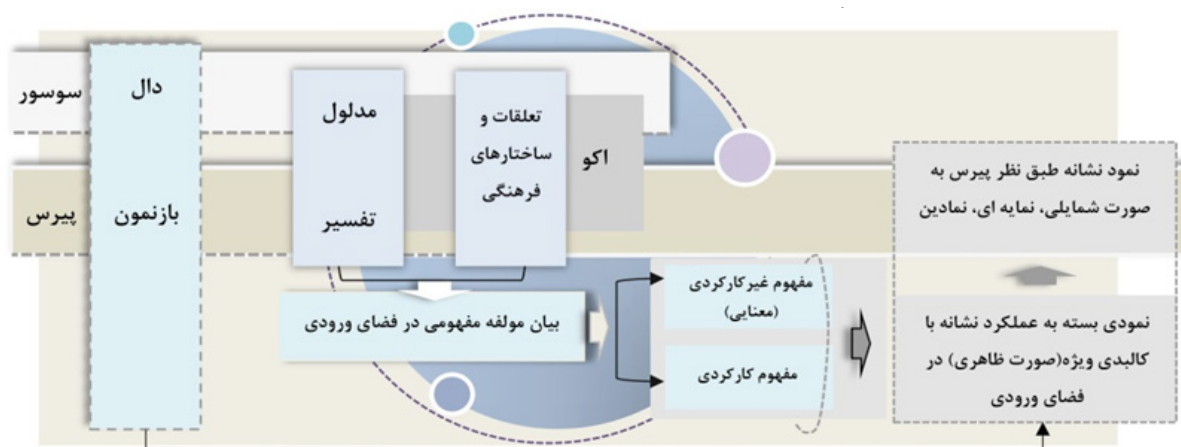 سوسور
دال
مدلول
تعلقات و
ساختارهای
فرهنگی
اکو
پیرس
بازنمون
تفسیر
نمود نشانه طبق نظر پیرس به
صورت شمایلی، نمایه ای، نمادین
بیان مولفه مفهومی در فضای ورودی
مفهوم غیرکارکردی
(معنایی)
مفهوم کارکردی
نمودی بسته به عملکرد نشانه با
کالبدی ویژه(صورت ظاهری) در
فضای ورودی